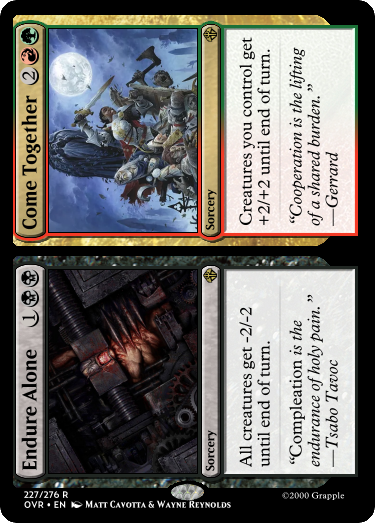 Come Together 2
Sorcery
Creatures you control get
+2/+2 until end of turn.
“Cooperation is the lifting
of a shared burden.”
—Gerrard
Endure Alone 1
Sorcery
All creatures get -2/-2
until end of turn.
“Compleation is the
endurance of holy pain.”
—Tsabo Tavoc
227/276 R
OVR • EN Matt Cavotta & Wayne Reynolds
©2000 Grapple